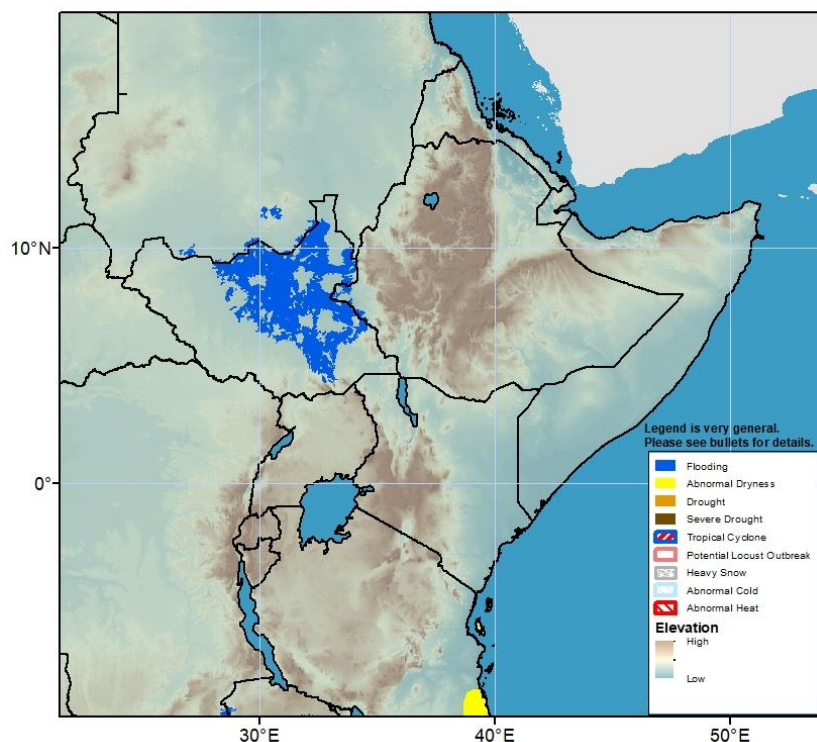 10°N
0°
30°E
40°E
50°E
Legend is very general.
Please see bullets for details.
Flooding
Abnormal Dryness
Drought
Severe Drought
Tropical Cyclone
Potential Locust Outbreak
Heavy Snow
Abnormal Cold
Abnormal Heat
Elevation
High
Low